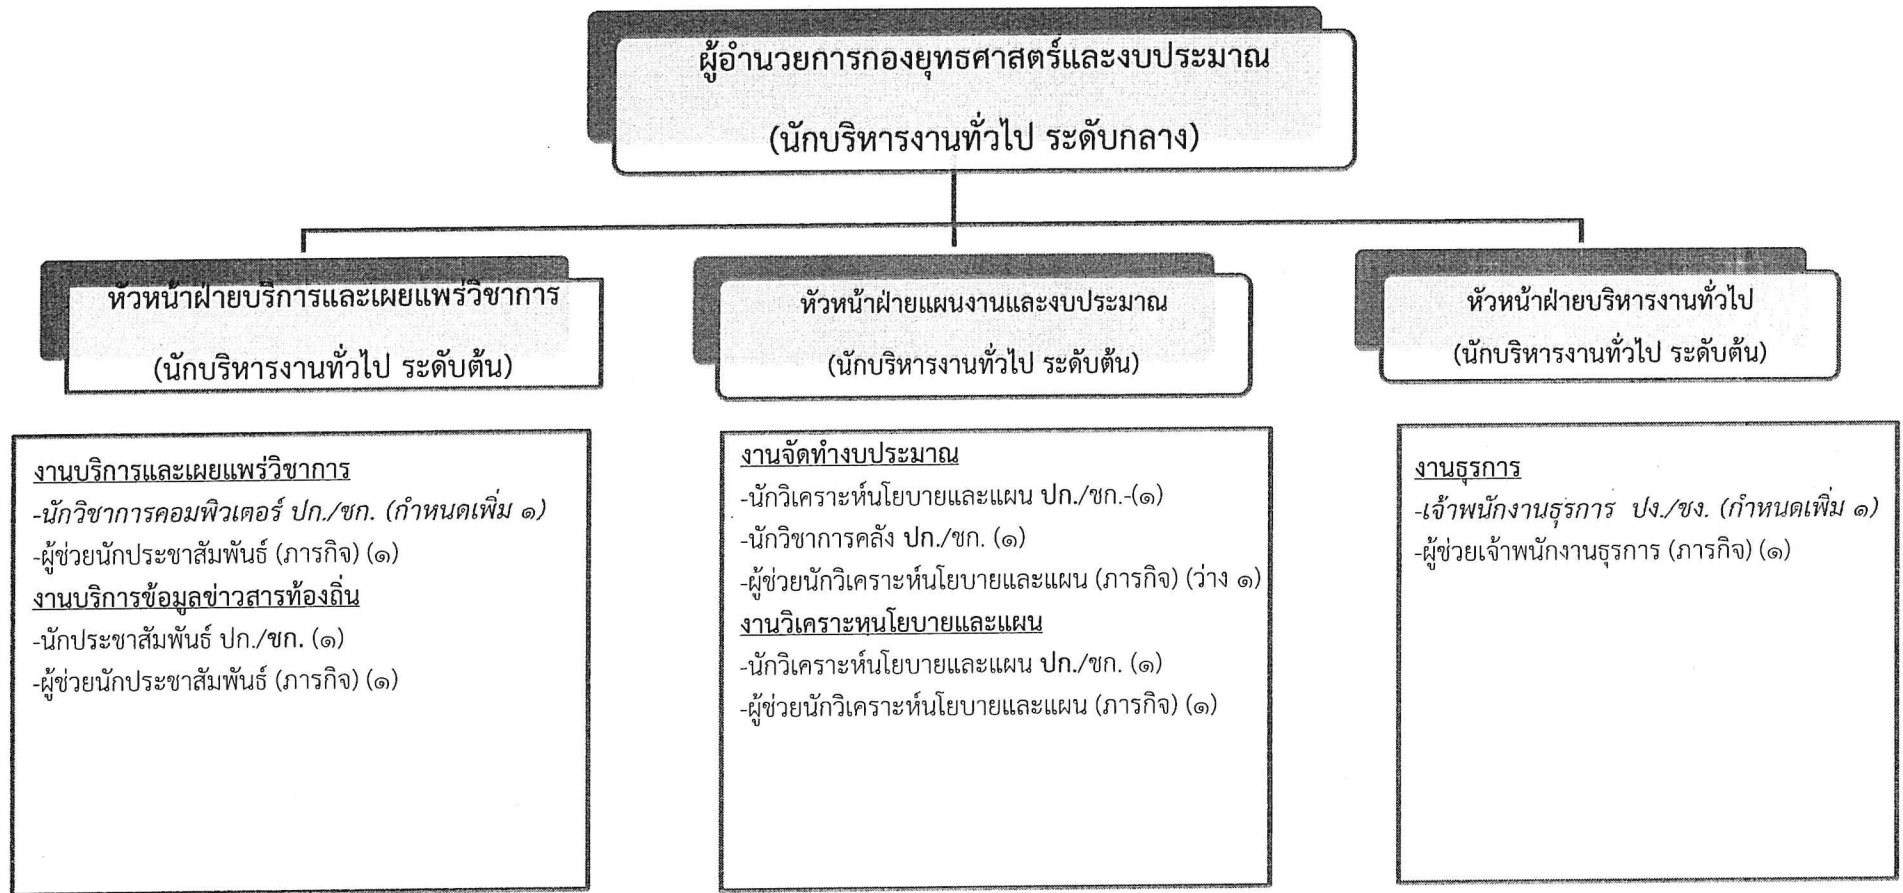 ผู้อำนวยการกองยุทธศาสตร์และงบประมาณ
(นักบริหารงานทั่วไป ระดับกลาง)
หัวหน้าฝ่ายบริการและเผยแพร่วิชาการ
(นักบริหารงานทั่วไป ระดับต้น)
หัวหน้าฝ่ายแผนงานและงบประมาณ
(นักบริหารงานทั่วไป ระดับต้น)
หัวหน้าฝ่ายบริหารงานทั่วไป
(นักบริหารงานทั่วไป ระดับต้น)
งานบริการและเผยแพร่วิชาการ
-นักวิชาการคอมพิวเตอร์ ปก./ชก. (กำหนดเพิ่ม ๑)
-ผู้ช่วยนักประชาสัมพันธ์ (ภารกิจ) (๑)
งานบริการข้อมูลข่าวสารท้องถิ่น
-นักประชาสัมพันธ์ ปก./ชก. (๑)
-ผู้ช่วยนักประชาสัมพันธ์ (ภารกิจ) (๑)
งานจัดทำงบประมาณ
-นักวิเคราะห์นโยบายและแผน ปก./ชก.-(๑)
-นักวิชาการคลัง ปก./ชก. (๑)
-ผู้ช่วยนักวิเคราะห์นโยบายและแผน (ภารกิจ) (ว่าง ๑)
งานวิเคราะหนโยบายและแผน
-นักวิเคราะห์นโยบายและแผน ปก./ชก. (๑)
-ผู้ช่วยนักวิเคราะห์นโยบายและแผน (ภารกิจ) (๑)
งานธุรการ
-เจ้าพนักงานธุรการ ปง./ชง. (กำหนดเพิ่ม ๑)
-ผู้ช่วยเจ้าพนักงานธุรการ (ภารกิจ) (๑)